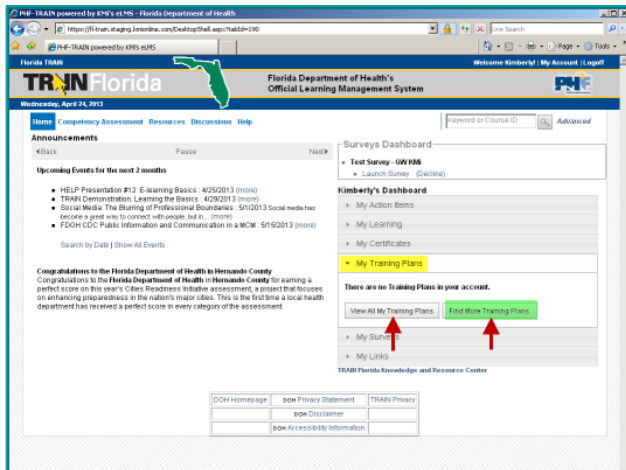 PHF-TRAIN powered by KMi's eLMS - Florida Department of Health
https://fl-train.staging.kmionline.com/DesktopShell.aspx?tabId=190
Live Search
PHF-TRAIN powered by KMi's eLMS
Page
Tools
Florida TRAIN
Welcome Kimberly! | My Account | Logoff
TRAIN Florida
Florida Department of Health's
Official Learning Management System
PHF
Wednesday, April 24, 2013
Home Competency Assessment Resources Discussions Help
Keyword or Course ID
Advanced
Announcements
Back Pause Next
Upcoming Events for the next 2 months
HELP Presentation #12: E-learning Basics : 4/25/2013 (more)
TRAIN Demonstration: Learning the Basics : 4/29/2013 (more)
Social Media: The Blurring of Professional Boundaries : 5/1/2013 Social media has
become a great way to connect with people, but in... (more)
FDOH CDC Public Information and Communication in a MCM : 5/15/2013 (more)
Search by Date | Show All Events
Congratulations to the Florida Department of Health in Hernando County
Congratulations to the Florida Department of Health in Hernando County for earning a
perfect score on this year's Cities Readiness Initiative assessment, a project that focuses
on enhancing preparedness in the nation's major cities. This is the first time a local health
department has received a perfect score in every category of the assessment.
Surveys Dashboard
Test Survey - GW KMi
Launch Survey (Decline)
Kimberly's Dashboard
My Action Items
My Learning
My Certificates
My Training Plans
There are no Training Plans in your account.
View All My Training Plans
Find More Training Plans
My Surveys
My Links
TRAIN Florida Knowledge and Resource Center
DOH Homepage DOH Privacy Statement TRAIN Privacy
DOH Disclaimer
DOH Accessibility Information